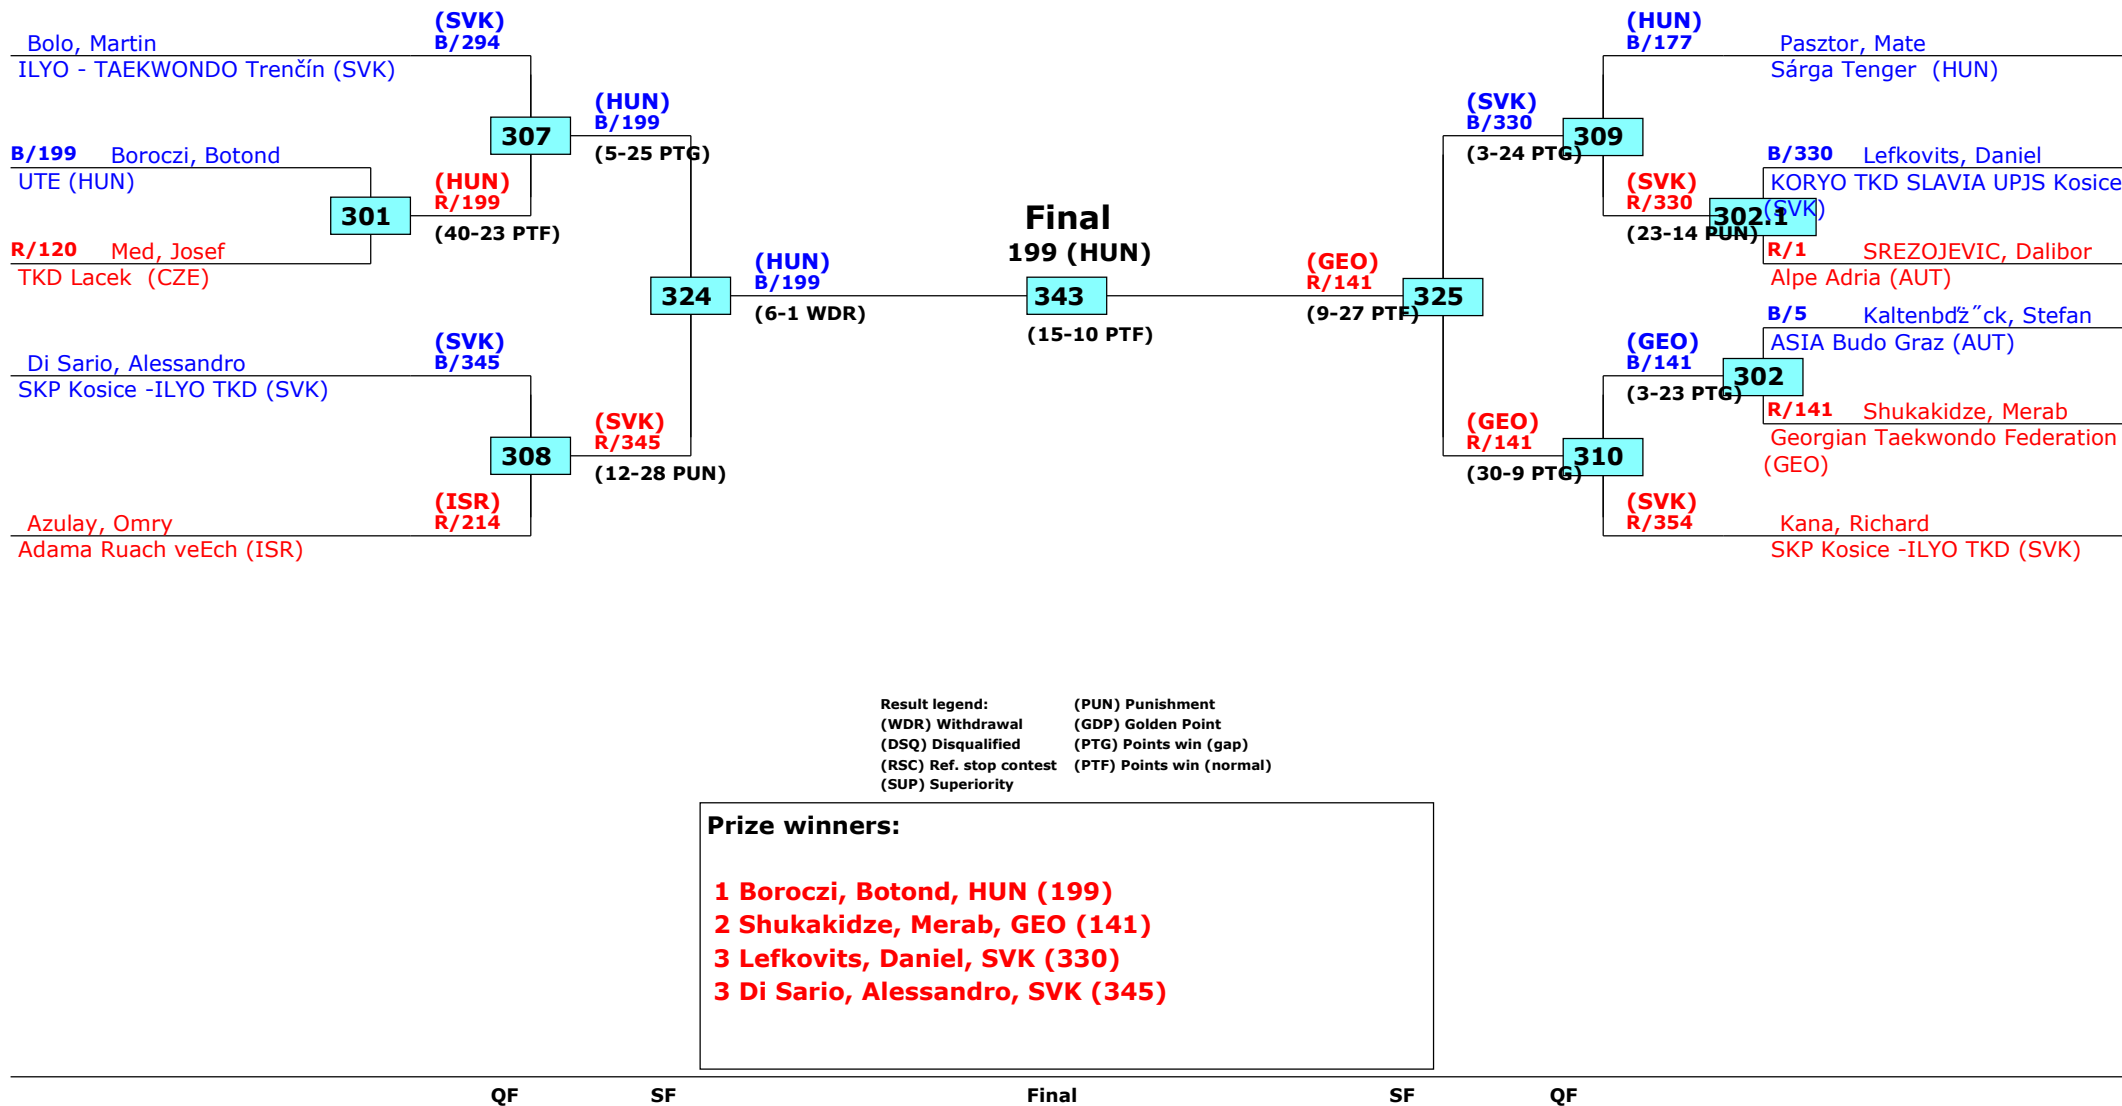 (SVK)
B/294
Bolo, Martin
ILYO - TAEKWONDO Trenčín (SVK)
307
(HUN)
B/199
(5-25 PTG)
B/199 Boroczi, Botond
UTE (HUN)
301
(HUN)
R/199
(40-23 PTF)
R/120 Med, Josef
TKD Lacek (CZE)
324
(HUN)
B/199
(6-1 WDR)
(SVK)
B/345
Di Sario, Alessandro
SKP Kosice -ILYO TKD (SVK)
308
(SVK)
R/345
(12-28 PUN)
(ISR)
R/214
Azulay, Omry
Adama Ruach veEch (ISR)
Final
199 (HUN)
343
(15-10 PTF)
(GEO)
R/141
(9-27 PTF)
325
(SVK)
B/330
(3-24 PTG)
309
(HUN)
B/177
Pasztor, Mate
Sárga Tenger (HUN)
(SVK)
R/330
(23-14 PUN)
302.1
B/330 Lefkovits, Daniel
KORYO TKD SLAVIA UPJS Kosice
(SVK)
R/1 SREZOJEVIC, Dalibor
Alpe Adria (AUT)
B/5 Kaltenbdź˝ck, Stefan
ASIA Budo Graz (AUT)
(GEO)
B/141
(3-23 PTG)
302
R/141 Shukakidze, Merab
Georgian Taekwondo Federation
(GEO)
(GEO)
R/141
(30-9 PTG)
310
(SVK)
R/354
Kana, Richard
SKP Kosice -ILYO TKD (SVK)
Result legend: (PUN) Punishment
(WDR) Withdrawal (GDP) Golden Point
(DSQ) Disqualified (PTG) Points win (gap)
(RSC) Ref. stop contest (PTF) Points win (normal)
(SUP) Superiority
Prize winners:
1 Boroczi, Botond, HUN (199)
2 Shukakidze, Merab, GEO (141)
3 Lefkovits, Daniel, SVK (330)
3 Di Sario, Alessandro, SVK (345)
QF SF Final SF QF